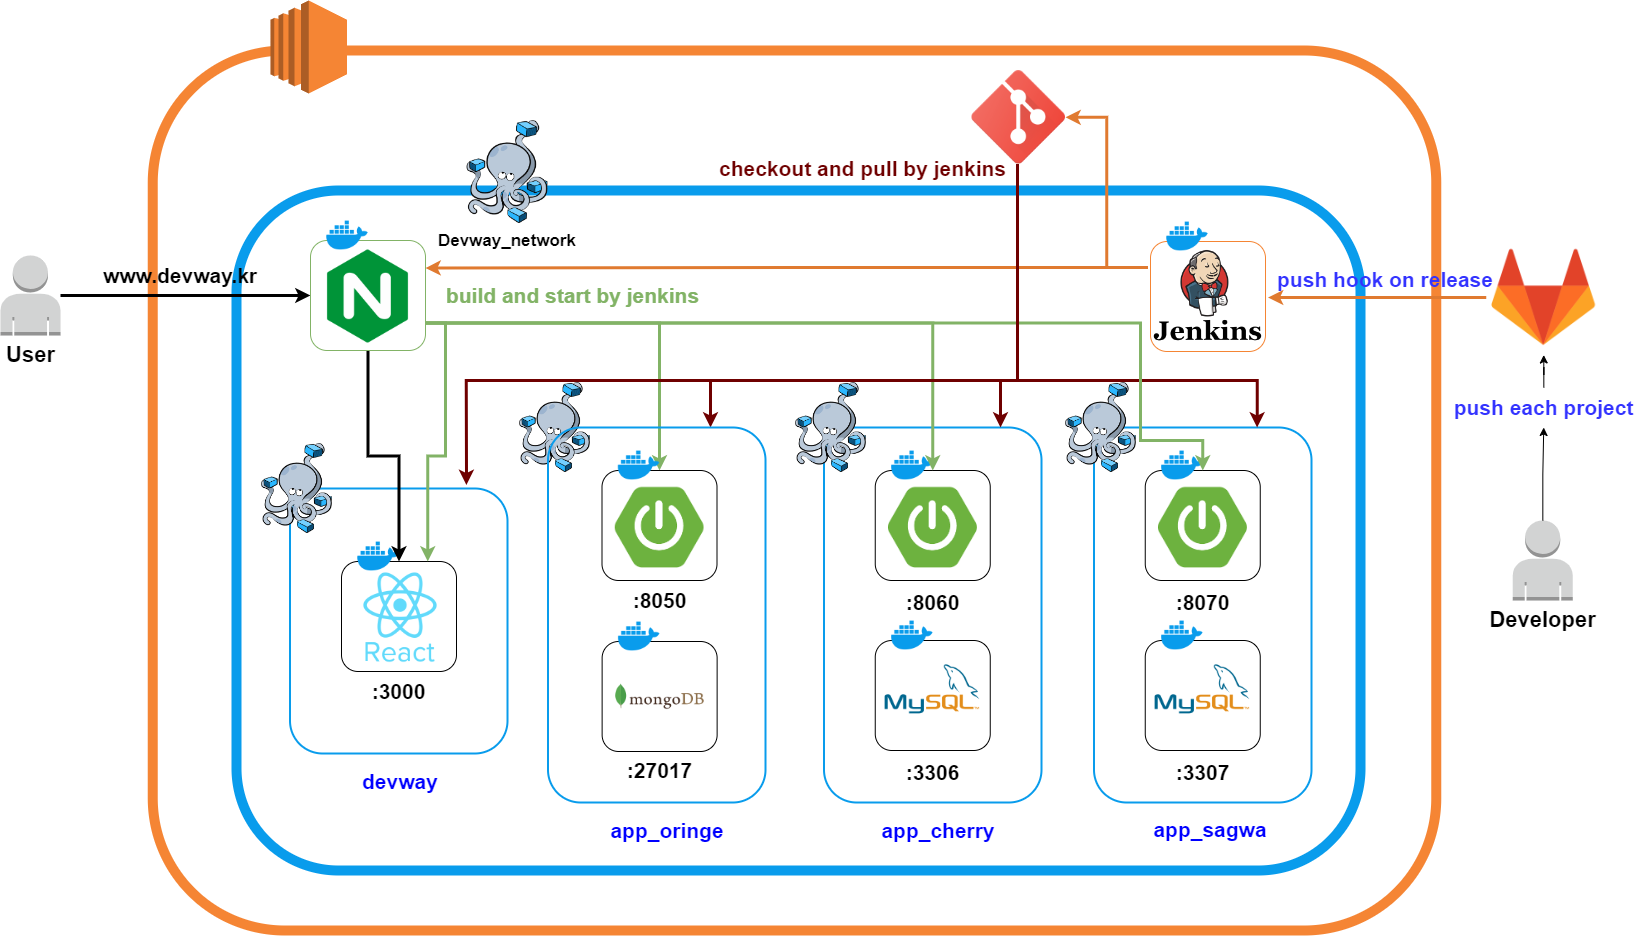 checkout and pull by jenkins
Devway_network
www.devway.kr
build and start by jenkins
push hook on release
Jenkins
User
push each project
React
:3000
:8050
:8060
:8070
Developer
mongoDB
MySQL
MySQL
:27017
:3306
:3307
devway
app_oringe
app_cherry
app_sagwa